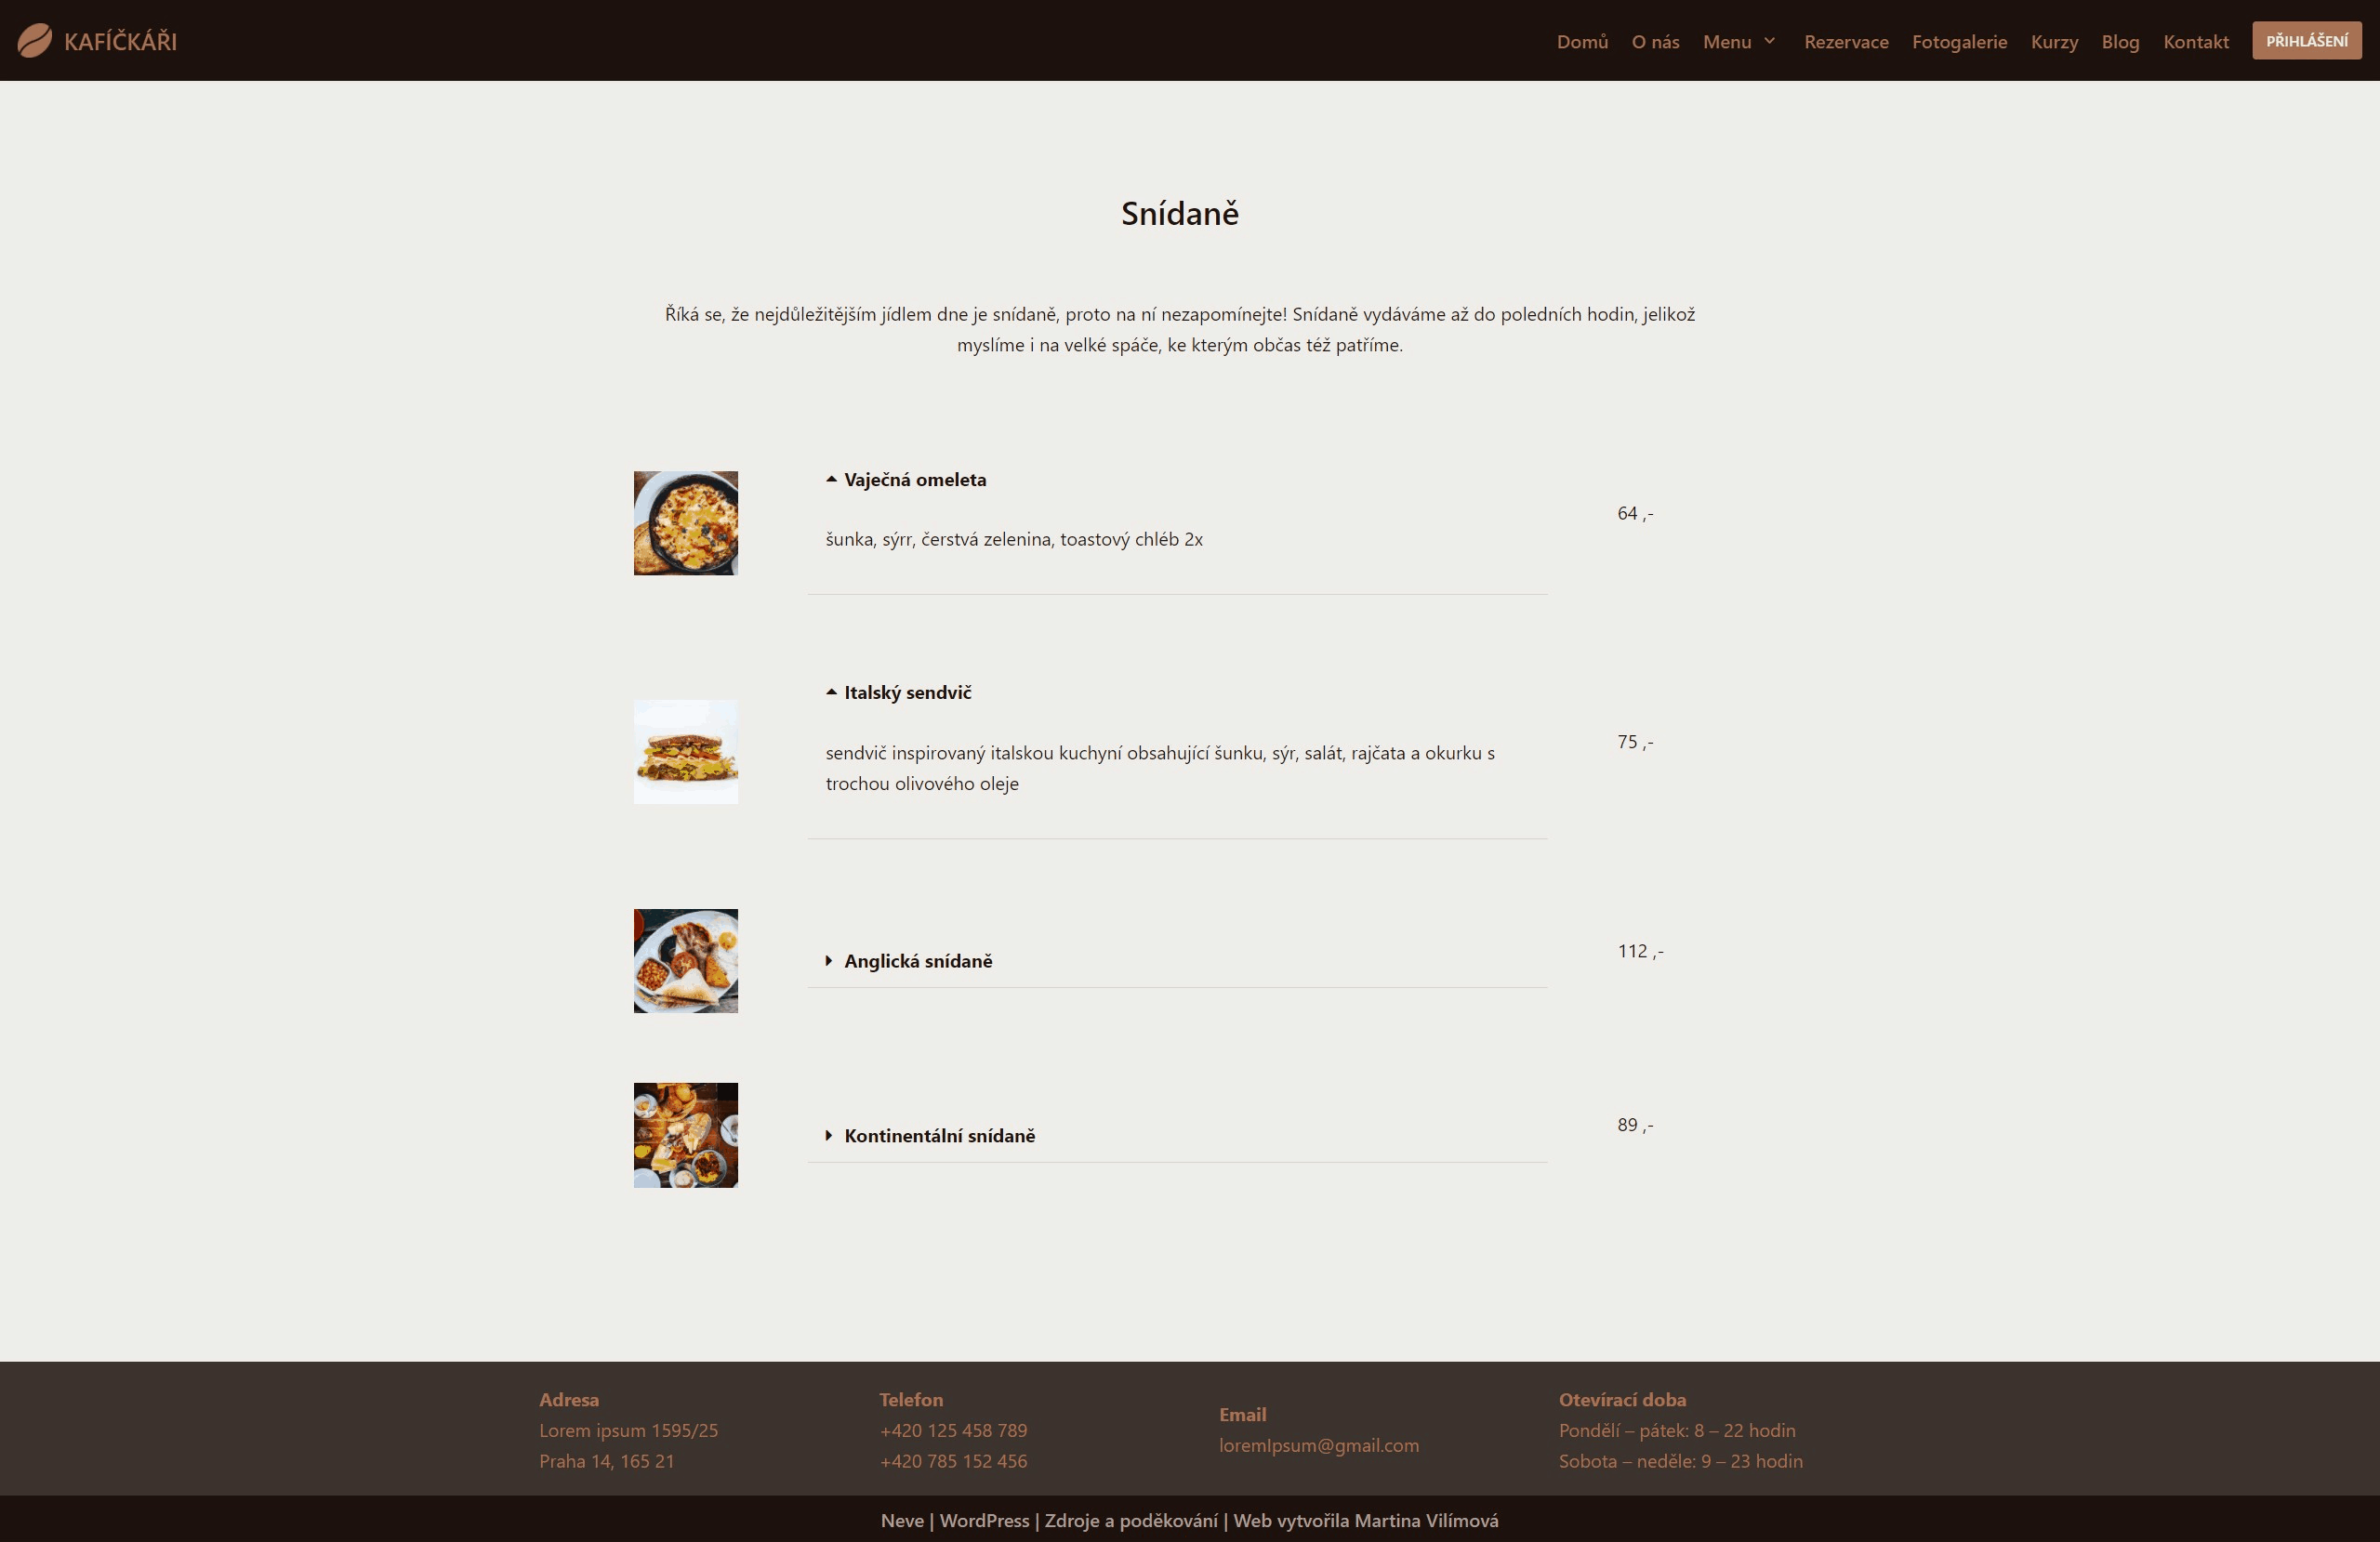 KAFÍČKÁŘI
Domů
O nás
Menu
Rezervace
Fotogalerie
Kurzy
Blog
Kontakt
PŘIHLÁŠENÍ
Snídaně
Říká se, že nejdůležitějším jídlem dne je snídaně, proto na ní nezapomínejte! Snídaně vydáváme až do poledních hodin, jelikož
myslíme i na velké spáče, ke kterým občas též patříme.
Vaječná omeleta
64 ,-
šunka, sýrr, čerstvá zelenina, toastový chléb 2x
Italský sendvič
75 ,-
sendvič inspirovaný italskou kuchyní obsahující šunku, sýr, salát, rajčata a okurku s
trochou olivového oleje
Anglická snídaně
112 ,-
Kontinentální snídaně
89 ,-
Adresa
Lorem ipsum 1595/25
Praha 14, 165 21
Telefon
+420 125 458 789
+420 785 152 456
Email
loremIpsum@gmail.com
Otevírací doba
Pondělí – pátek: 8 – 22 hodin
Sobota – neděle: 9 – 23 hodin
Neve | WordPress | Zdroje a poděkování | Web vytvořila Martina Vilímová